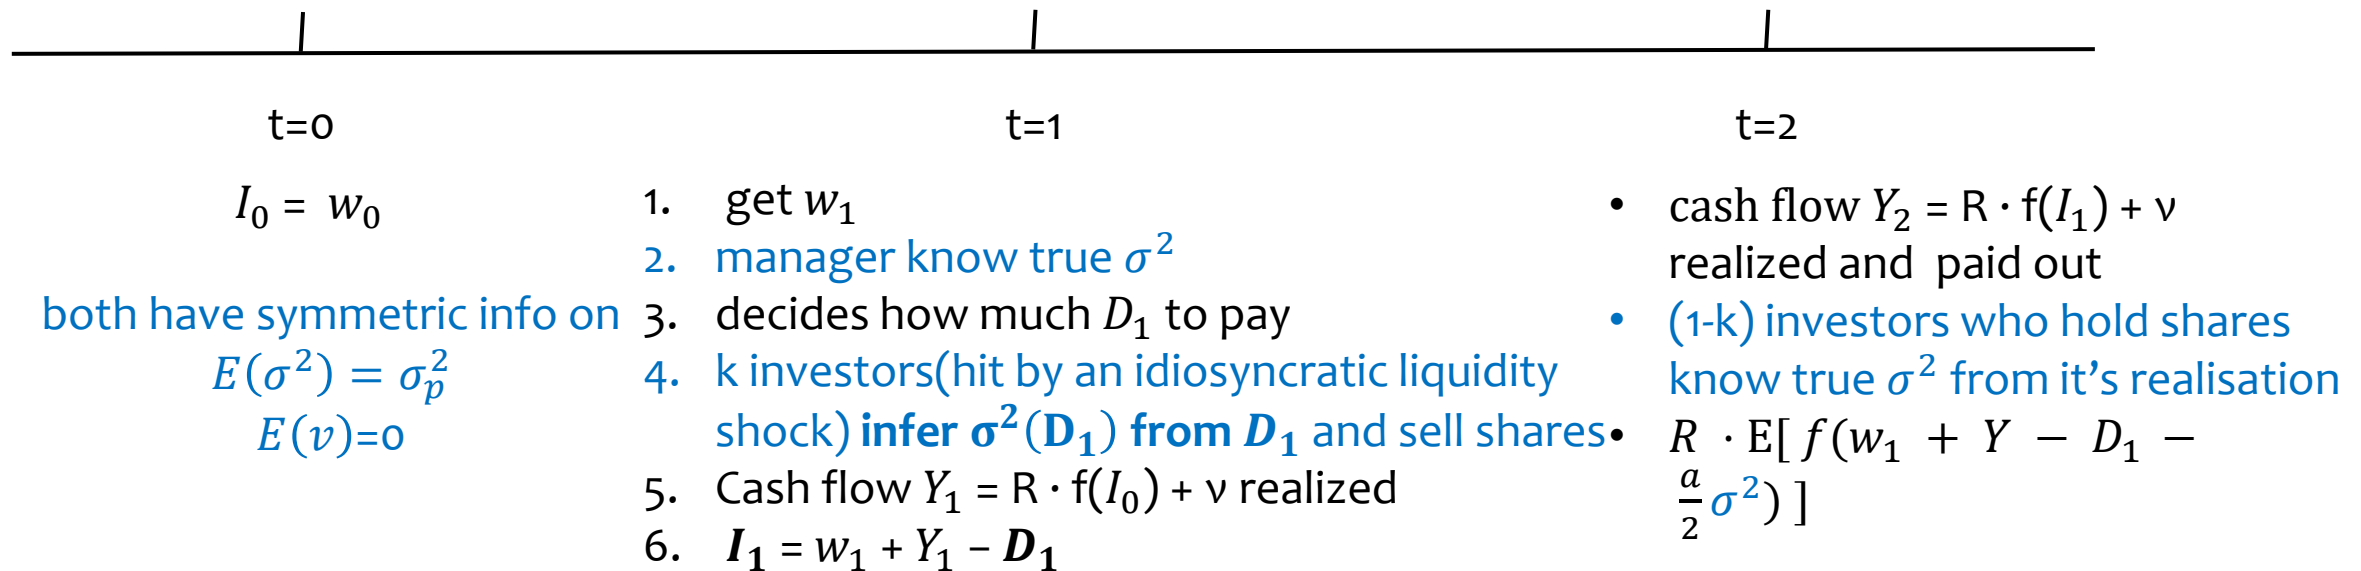 t=0
I₀ = w₀
both have symmetric info on
E(σ²) = σₚ²
E(v)=0
t=1
1. get w₁
2. manager know true σ²
3. decides how much D₁ to pay
4. k investors(hit by an idiosyncratic liquidity
shock) infer σ²(D₁) from D₁ and sell shares
5. Cash flow Y₁ = R · f(I₀) + ν realized
6. I₁ = w₁ + Y₁ − D₁
t=2
• cash flow Y₂ = R · f(I₁) + ν
realized and paid out
• (1-k) investors who hold shares
know true σ² from it's realisation
• R · E[ f(w₁ + Y − D₁ −
a/2 σ²) ]